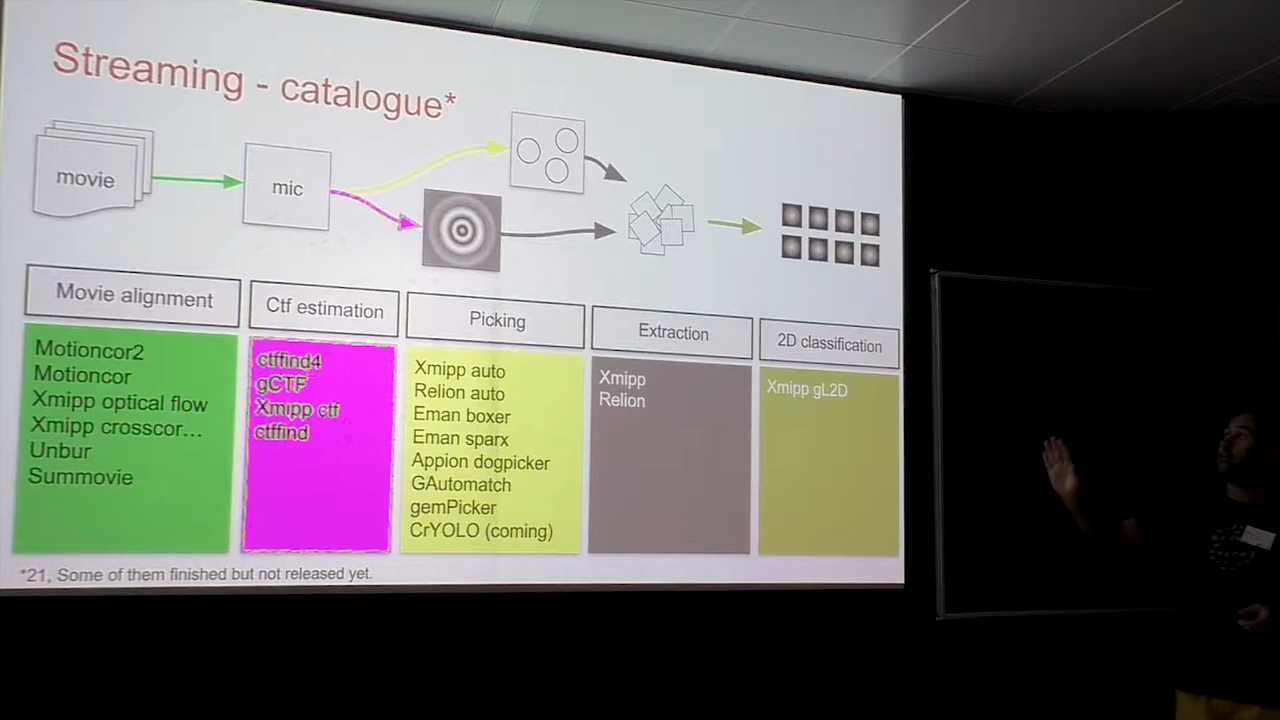 Streaming - catalogue*
movie
mic
Movie alignment
Motioncor2
Motioncor
Xmipp optical flow
Xmipp crosscor...
Unbur
Summovie
Ctf estimation
ctffind4
gCTF
Xmipp ctf
ctffind
Picking
Xmipp auto
Relion auto
Eman boxer
Eman sparx
Appion dogpicker
GAutomatch
gemPicker
CrYOLO (coming)
Extraction
Xmipp
Relion
2D classification
Xmipp gL2D
*21, Some of them finished but not released yet.